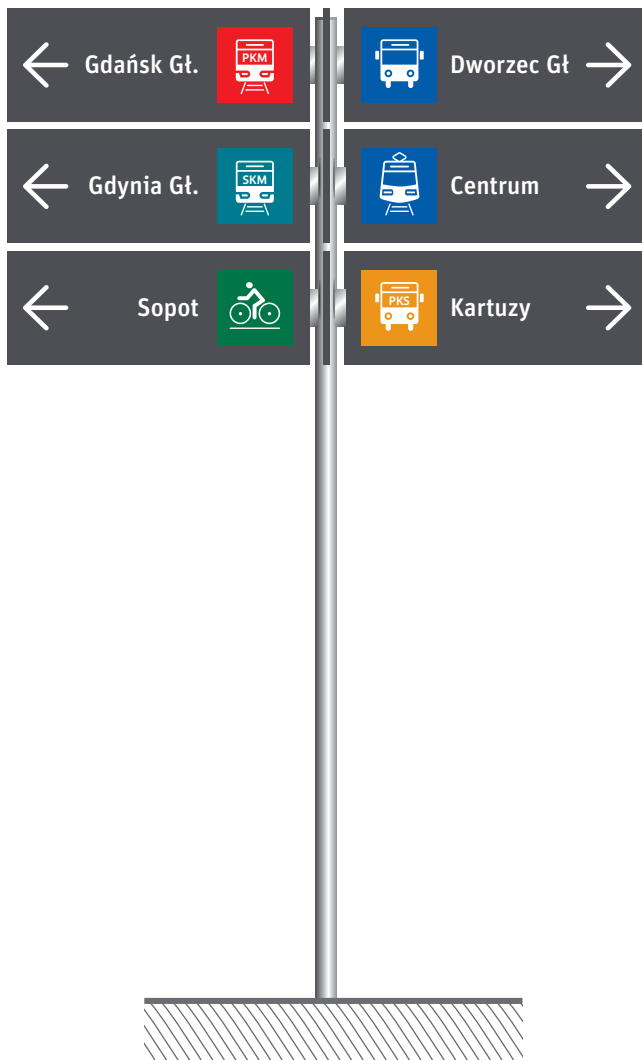 Gdańsk Gł.
PKM
Dworzec Gł
Gdynia Gł.
SKM
Centrum
Sopot
PKS
Kartuzy